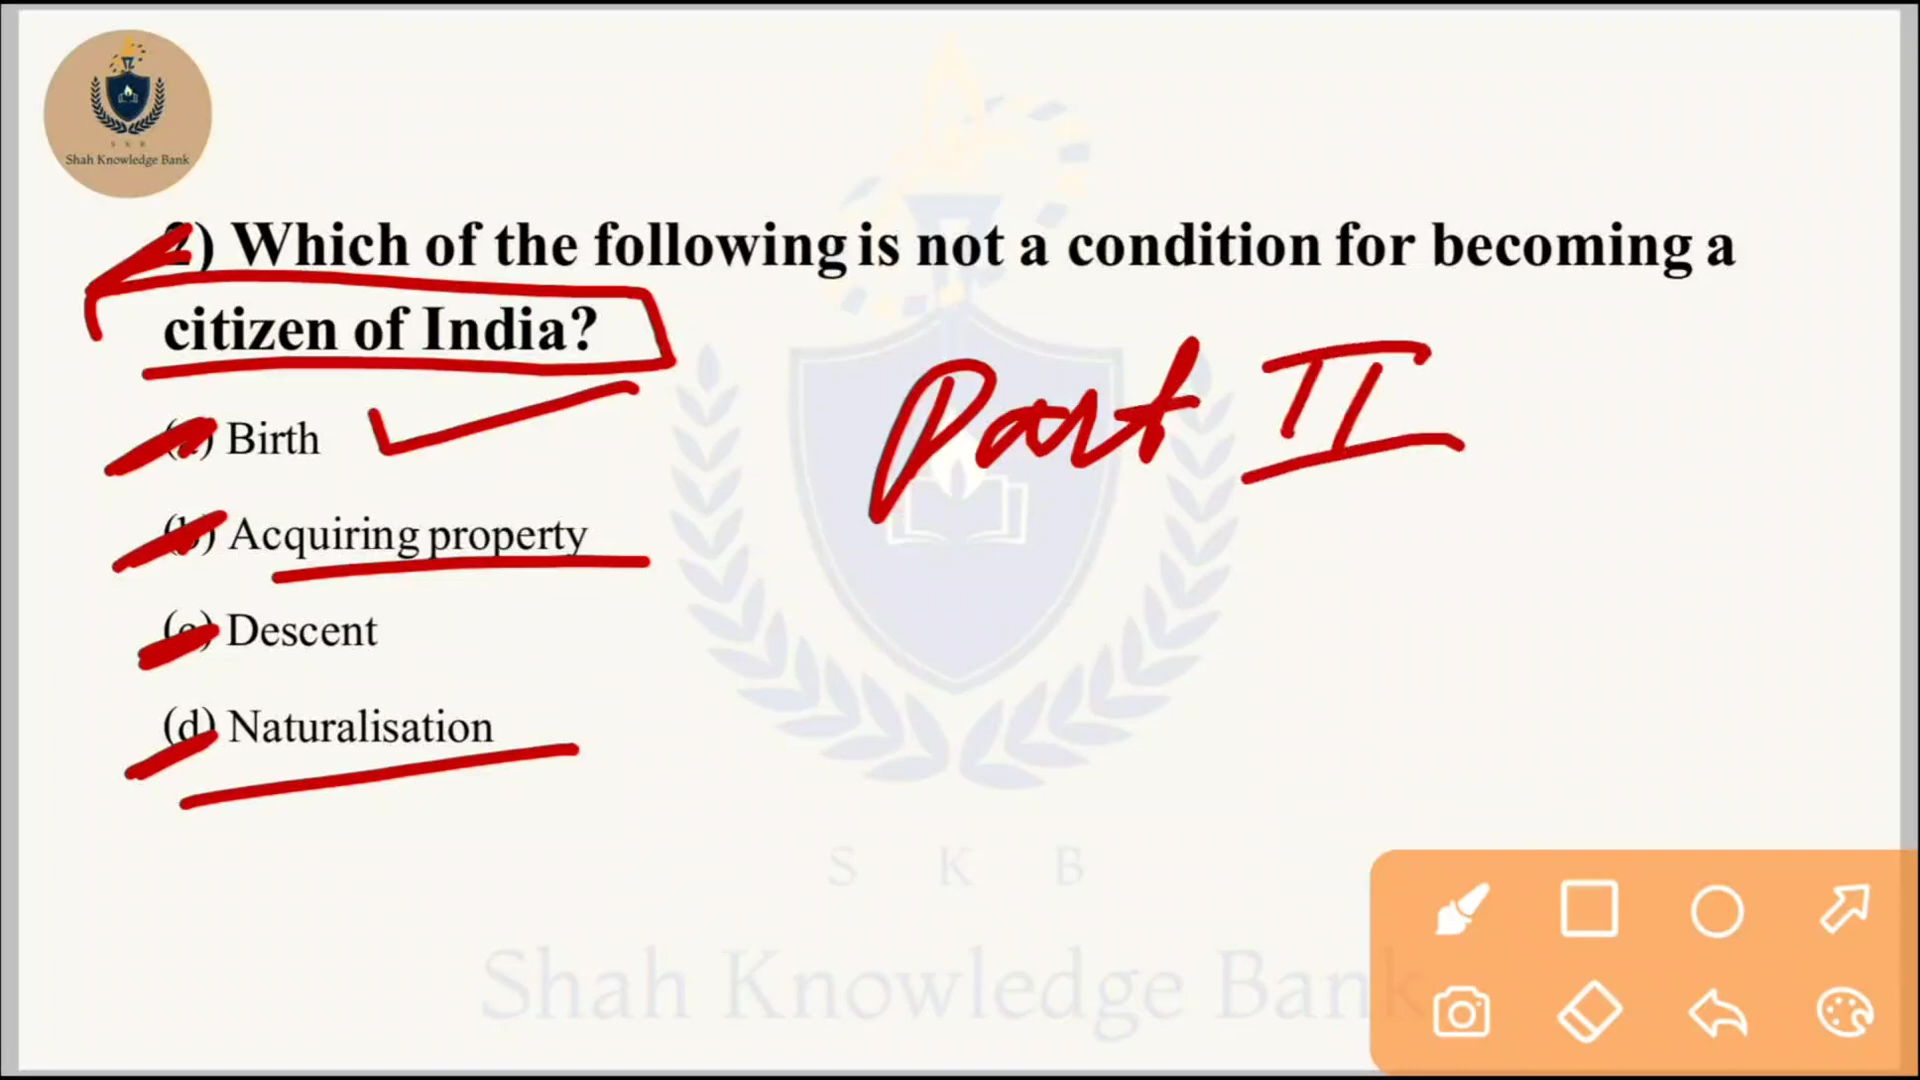 S K B
Shah Knowledge Bank
2) Which of the following is not a condition for becoming a
citizen of India?
Part II
(a) Birth
(b) Acquiring property
(c) Descent
(d) Naturalisation
S K B
Shah Knowledge Bank